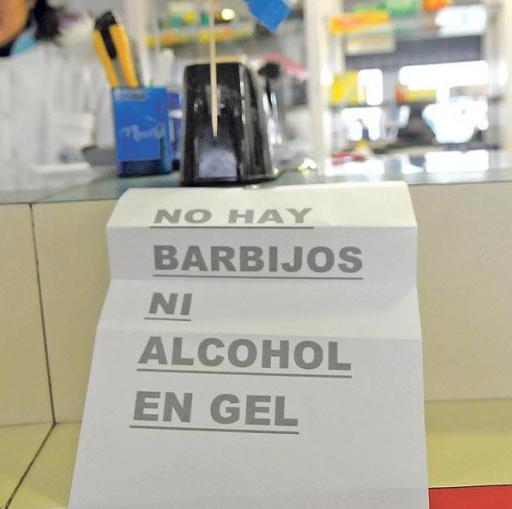 NO HAY
BARBIJOS
NI
ALCOHOL
EN GEL